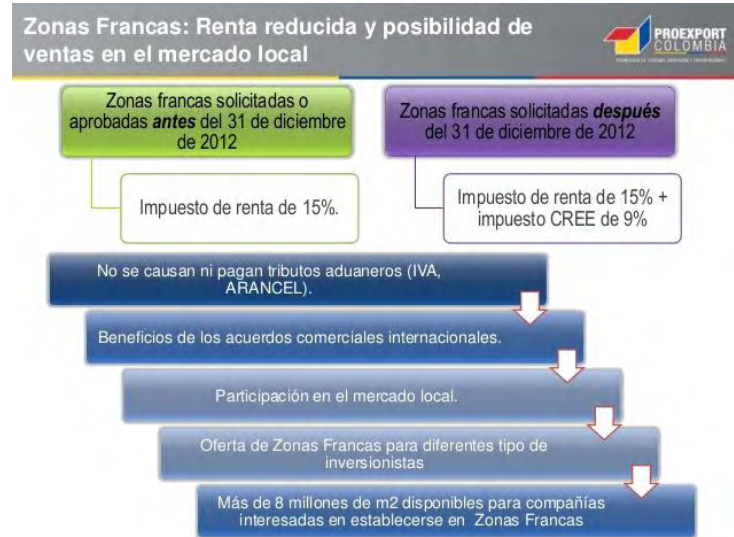 Zonas Francas: Renta reducida y posibilidad de
ventas en el mercado local
PROEXPORT
COLOMBIA
Zonas francas solicitadas o
aprobadas antes del 31 de diciembre
de 2012
Impuesto de renta de 15%.
Zonas francas solicitadas después
del 31 de diciembre de 2012
Impuesto de renta de 15% +
impuesto CREE de 9%
No se causan ni pagan tributos aduaneros (IVA,
ARANCEL).
Beneficios de los acuerdos comerciales internacionales.
Participación en el mercado local.
Oferta de Zonas Francas para diferentes tipo de
inversionistas
Más de 8 millones de m2 disponibles para compañías
interesadas en establecerse en Zonas Francas